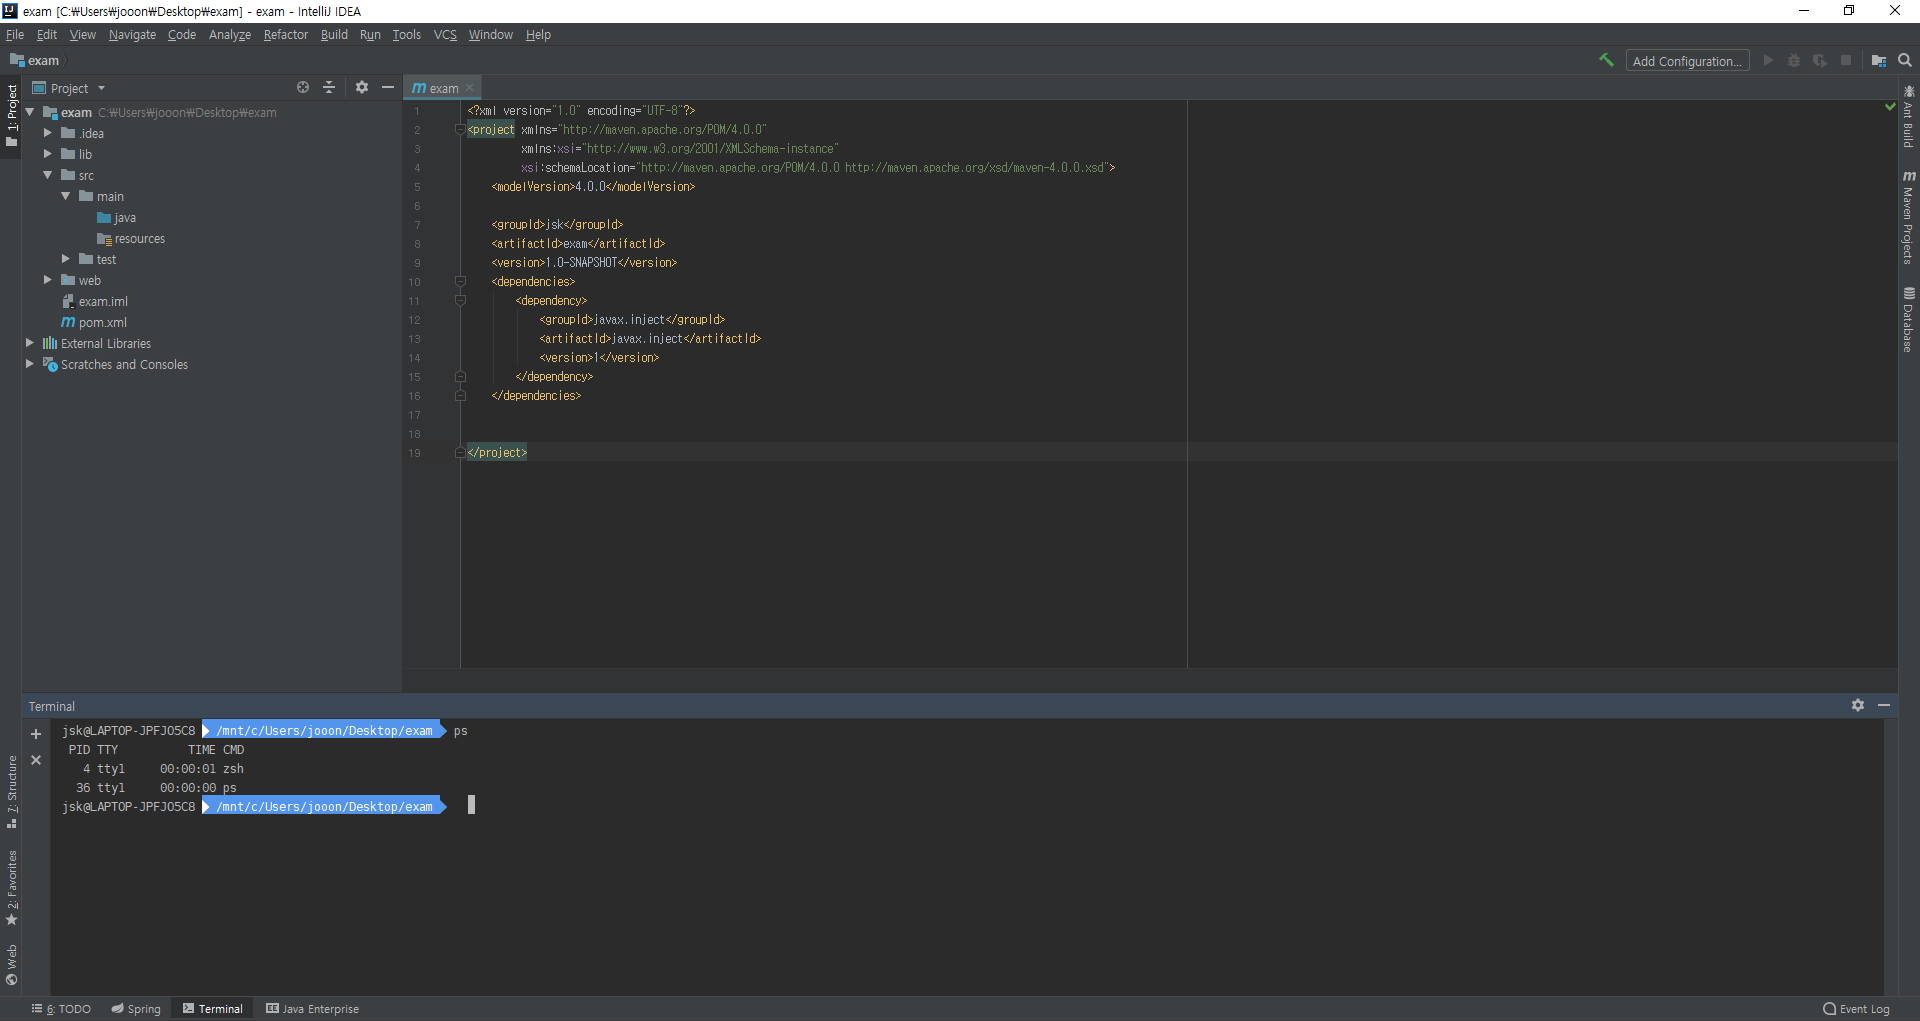 exam [C:₩Users₩jooon₩Desktop₩exam] - exam - IntelliJ IDEA
File Edit View Navigate Code Analyze Refactor Build Run Tools VCS Window Help
exam
Add Configuration...
1: Project
Project
exam C:₩Users₩jooon₩Desktop₩exam
.idea
lib
src
main
java
resources
test
web
exam.iml
pom.xml
External Libraries
Scratches and Consoles
exam
1 <?xml version="1.0" encoding="UTF-8"?>
2 <project xmlns="http://maven.apache.org/POM/4.0.0"
3 xmlns:xsi="http://www.w3.org/2001/XMLSchema-instance"
4 xsi:schemaLocation="http://maven.apache.org/POM/4.0.0 http://maven.apache.org/xsd/maven-4.0.0.xsd">
5 <modelVersion>4.0.0</modelVersion>
6
7 <groupId>jsk</groupId>
8 <artifactId>exam</artifactId>
9 <version>1.0-SNAPSHOT</version>
10 <dependencies>
11 <dependency>
12 <groupId>javax.inject</groupId>
13 <artifactId>javax.inject</artifactId>
14 <version>1</version>
15 </dependency>
16 </dependencies>
17
18
19 </project>
Ant Build
Maven Projects
Database
Terminal
jsk@LAPTOP-JPFJO5C8 /mnt/c/Users/jooon/Desktop/exam ps
PID TTY TIME CMD
4 tty1 00:00:01 zsh
36 tty1 00:00:00 ps
jsk@LAPTOP-JPFJO5C8 /mnt/c/Users/jooon/Desktop/exam
7: Structure
2: Favorites
Web
6: TODO Spring Terminal Java Enterprise Event Log